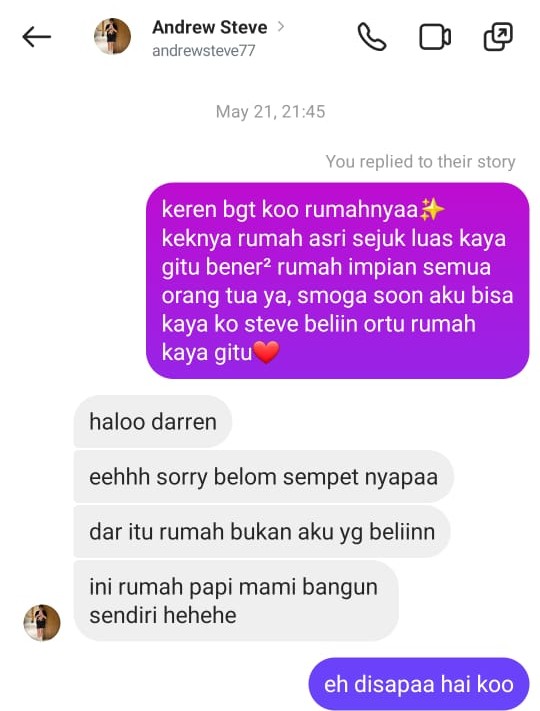 Andrew Steve
andrewsteve77
May 21, 21:45
You replied to their story
keren bgt koo rumahnyaa✨
keknya rumah asri sejuk luas kaya
gitu bener² rumah impian semua
orang tua ya, smoga soon aku bisa
kaya ko steve beliin ortu rumah
kaya gitu❤️
haloo darren
eehhh sorry belom sempet nyapaa
dar itu rumah bukan aku yg beliinn
ini rumah papi mami bangun
sendiri hehehe
eh disapaa hai koo